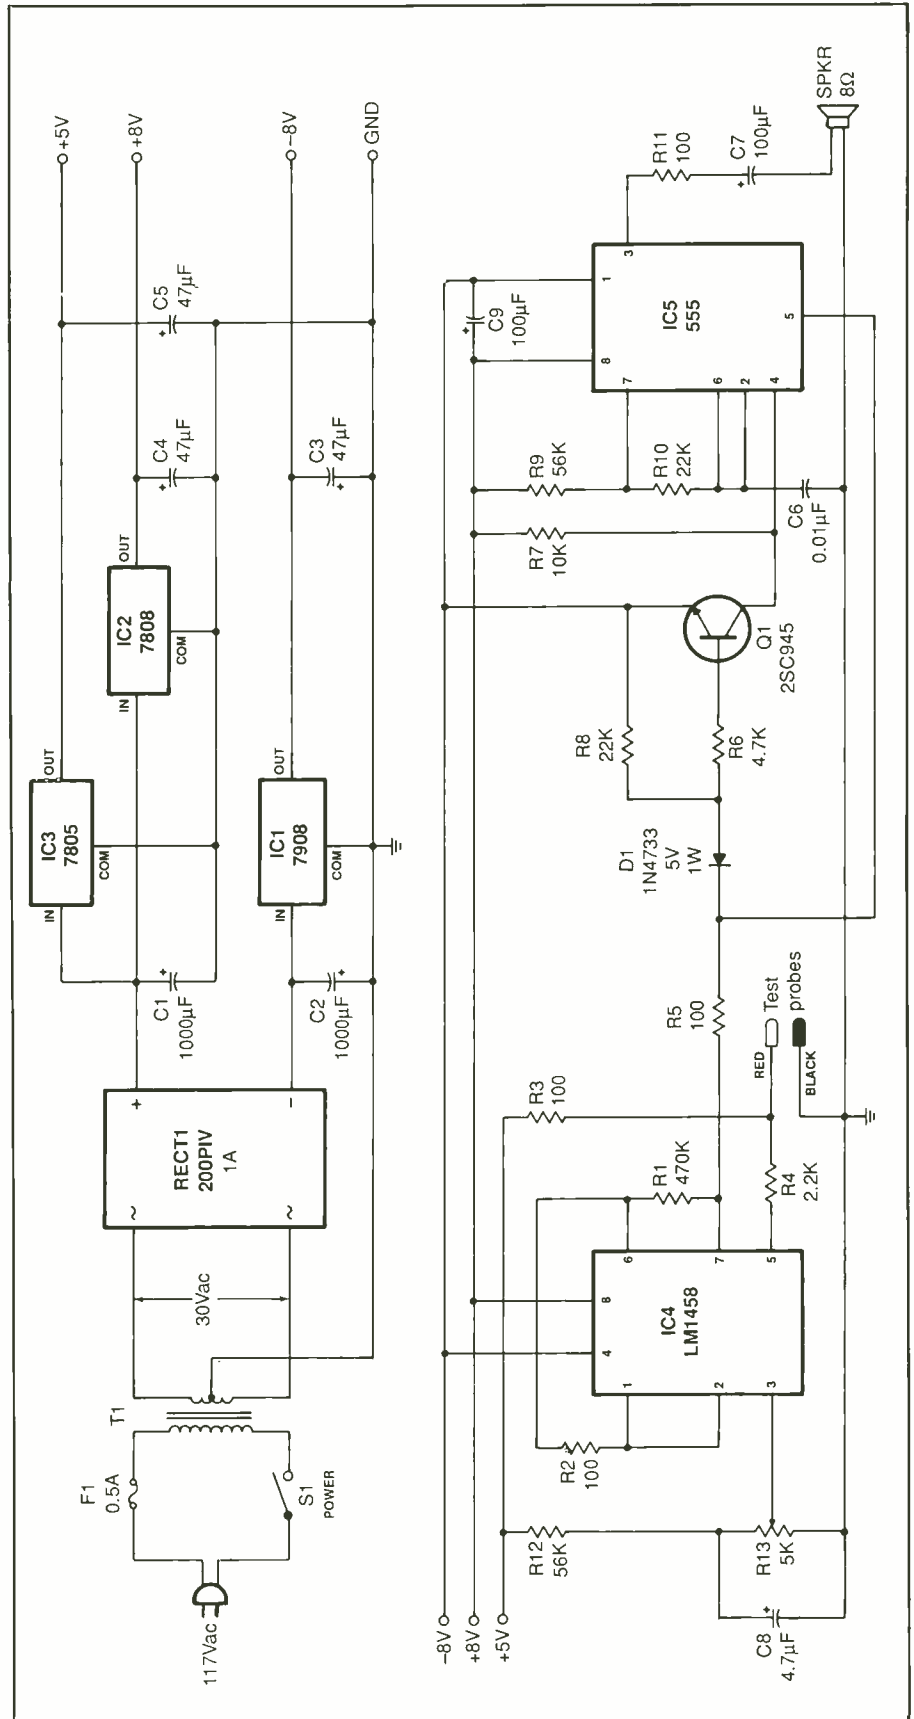 117Vac
F1
0.5A
S1
POWER
T1
30Vac
~
~
RECT1
200PIV
1A
+
−
C1
1000µF
+
C2
1000µF
+
IN
IC3
7805
OUT
COM
IN
IC2
7808
OUT
COM
IN
IC1
7908
OUT
COM
C4
47µF
+
C5
47µF
+
C3
47µF
+
+5V
+8V
−8V
GND
−8V
+8V
+5V
R12
56K
C8
4.7µF
+
R13
5K
R2
100
IC4
LM1458
1
2
3
4
8
6
7
5
R1
470K
R3
100
R4
2.2K
RED
BLACK
Test
probes
R5
100
D1
1N4733
5V
1W
R8
22K
R6
4.7K
Q1
2SC945
R7
10K
R9
56K
R10
22K
C6
0.01µF
C9
100µF
+
IC5
555
7
6
2
4
8
1
3
5
R11
100
C7
100µF
+
SPKR
8Ω